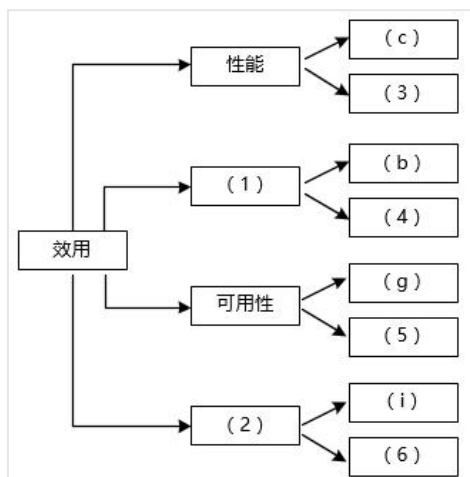 （c）
性能
（3）
（b）
（1）
（4）
效用
（g）
可用性
（5）
（i）
（2）
（6）